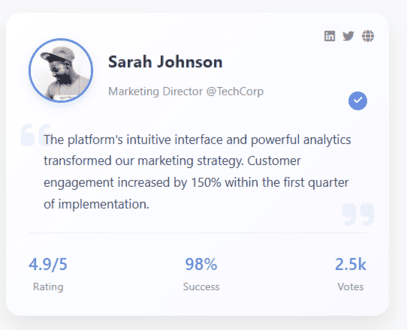 Sarah Johnson
Marketing Director @TechCorp
“
The platform's intuitive interface and powerful analytics
transformed our marketing strategy. Customer
engagement increased by 150% within the first quarter
of implementation.
”
4.9/5
98%
2.5k
Rating
Success
Votes